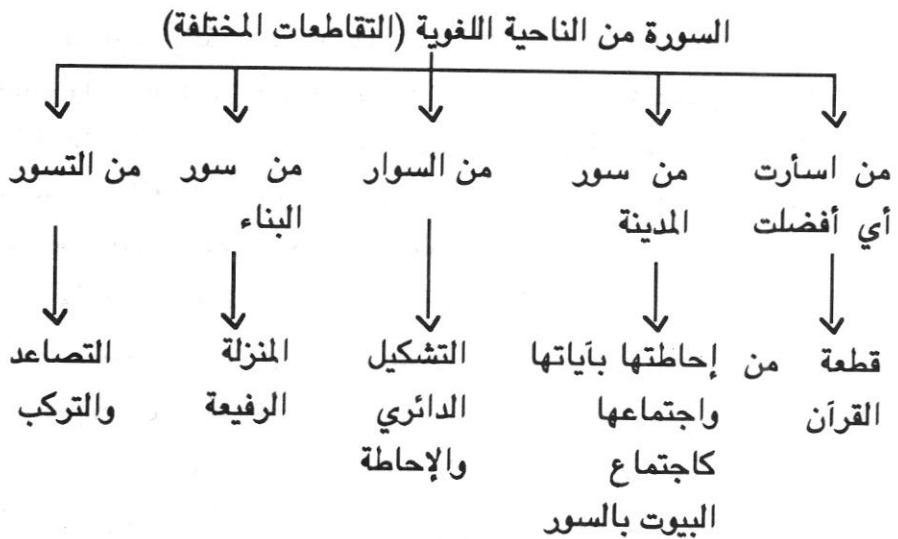 السورة من الناحية اللغوية (التقاطعات المختلفة)
من اسأرت
أي أفضلت
من سور
المدينة
من السوار
من سور
البناء
من التسور
قطعة من
القرآن
إحاطتها بآياتها
واجتماعها
كاجتماع
البيوت بالسور
التشكيل
الدائري
والإحاطة
المنزلة
الرفيعة
التصاعد
والتركب